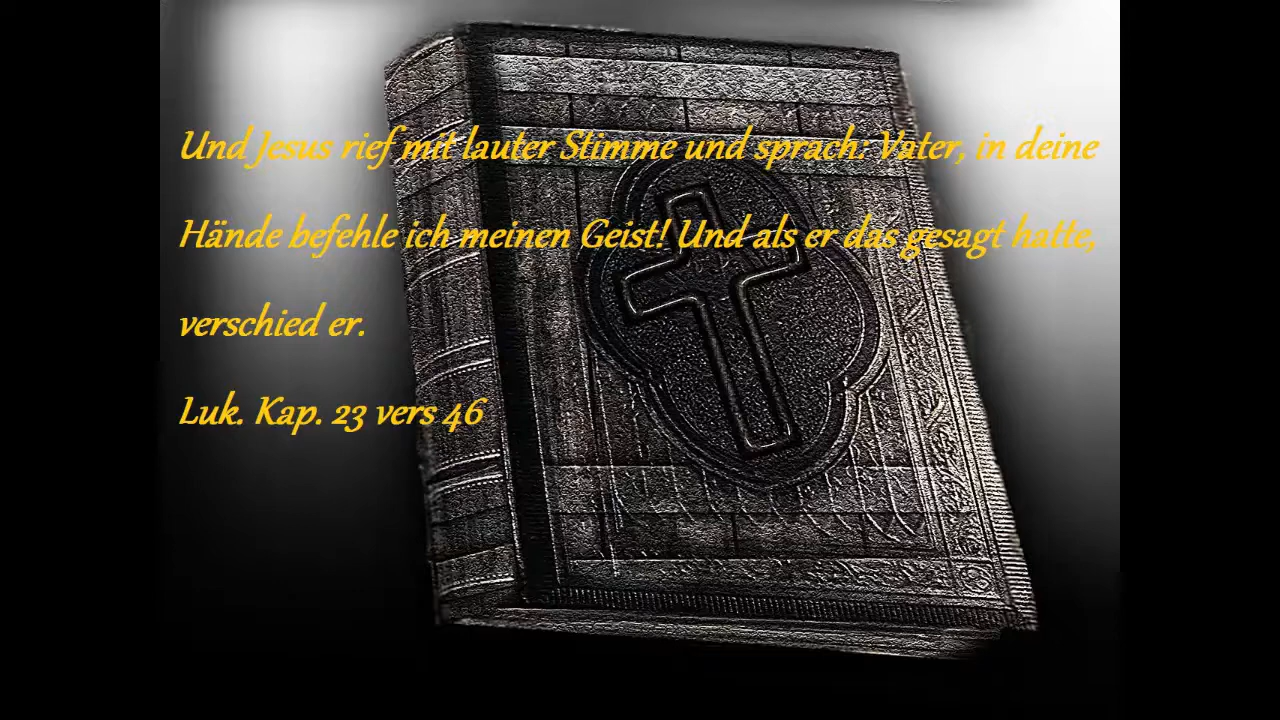 Und Jesus rief mit lauter Stimme und sprach: Vater, in deine
Hände befehle ich meinen Geist! Und als er das gesagt hatte,
verschied er.
Luk. Kap. 23 vers 46